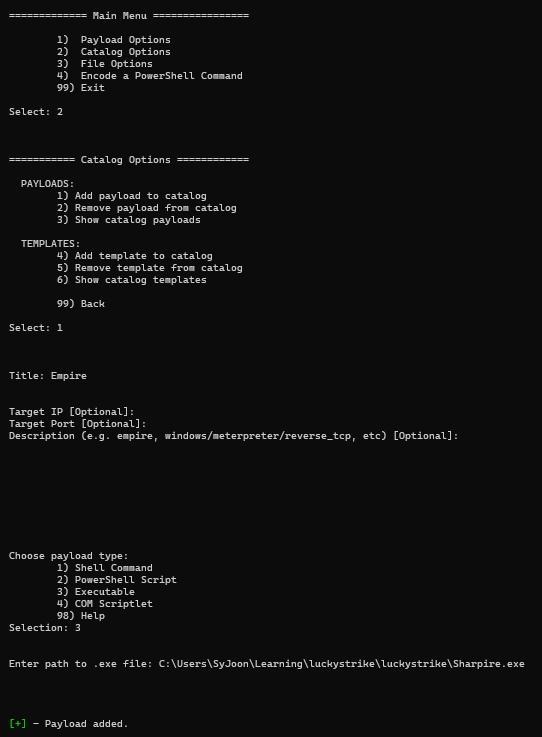 ============= Main Menu ================
1) Payload Options
2) Catalog Options
3) File Options
4) Encode a PowerShell Command
99) Exit
Select: 2
=========== Catalog Options ============
PAYLOADS:
1) Add payload to catalog
2) Remove payload from catalog
3) Show catalog payloads
TEMPLATES:
4) Add template to catalog
5) Remove template from catalog
6) Show catalog templates
99) Back
Select: 1
Title: Empire
Target IP [Optional]:
Target Port [Optional]:
Description (e.g. empire, windows/meterpreter/reverse_tcp, etc) [Optional]:
Choose payload type:
1) Shell Command
2) PowerShell Script
3) Executable
4) COM Scriptlet
98) Help
Selection: 3
Enter path to .exe file: C:\Users\SyJoon\Learning\luckystrike\luckystrike\Sharpire.exe
[+] - Payload added.